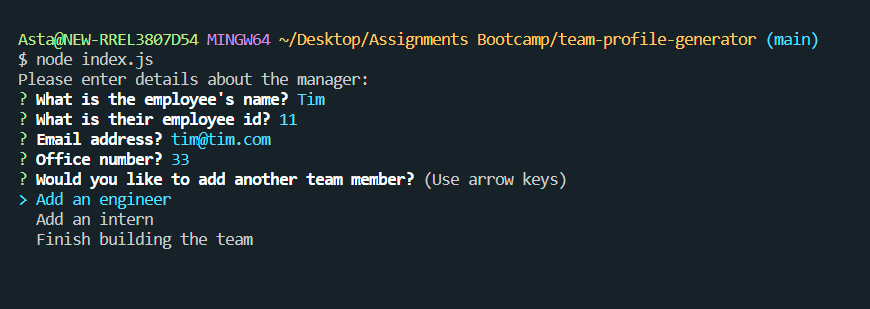 Asta@NEW-RREL3807D54 MINGW64 ~/Desktop/Assignments Bootcamp/team-profile-generator (main)
$ node index.js
Please enter details about the manager:
? What is the employee's name? Tim
? What is their employee id? 11
? Email address? tim@tim.com
? Office number? 33
? Would you like to add another team member? (Use arrow keys)
> Add an engineer
  Add an intern
  Finish building the team